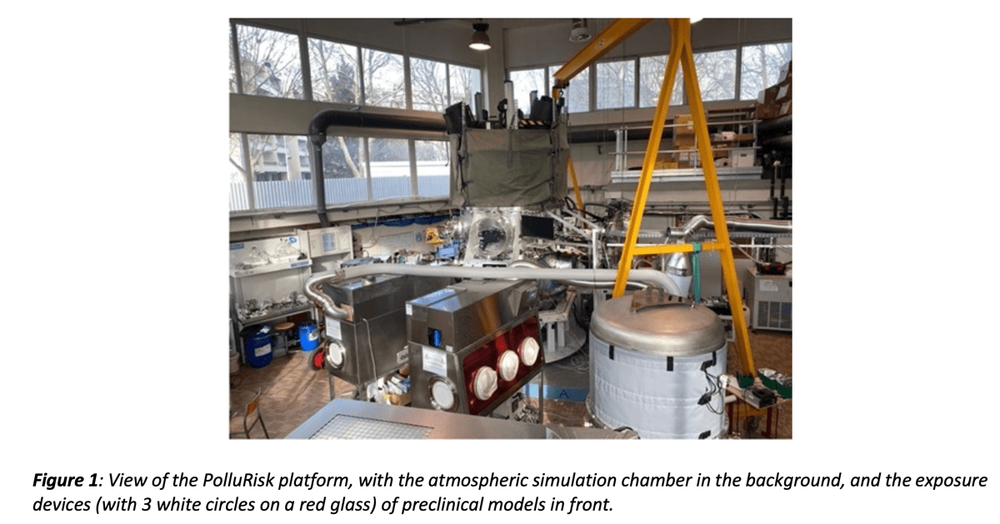 A
Figure 1: View of the PolluRisk platform, with the atmospheric simulation chamber in the background, and the exposure
devices (with 3 white circles on a red glass) of preclinical models in front.